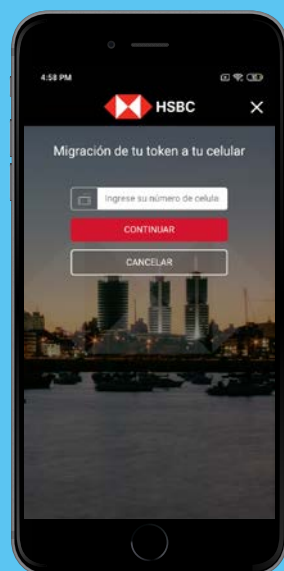 4:58 PM
HSBC
Migración de tu token a tu celular
Ingrese su número de celula
CONTINUAR
CANCELAR